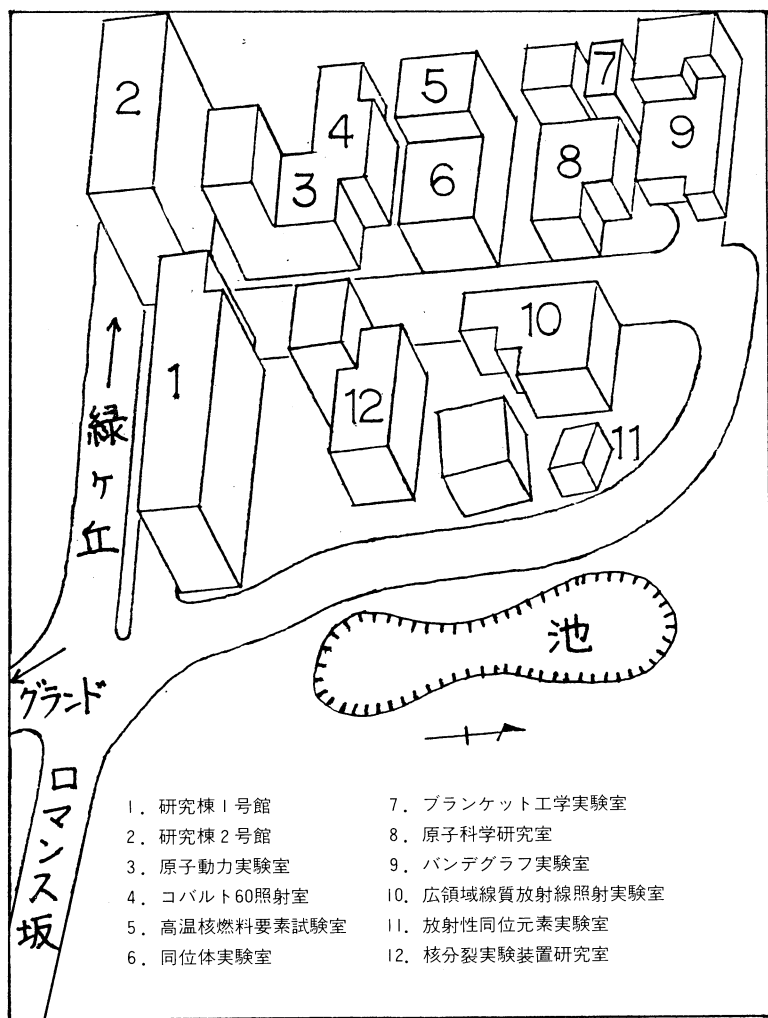 2
5
7
4
9
3
6
8
10
1
12
11
緑ヶ丘
池
グランド
ロマンス坂
1. 研究棟1号館
2. 研究棟2号館
3. 原子動力実験室
4. コバルト60照射室
5. 高温核燃料要素試験室
6. 同位体実験室
7. ブランケット工学実験室
8. 原子科学研究室
9. バンデグラフ実験室
10. 広領域線質放射線照射実験室
11. 放射性同位元素実験室
12. 核分裂実験装置研究室